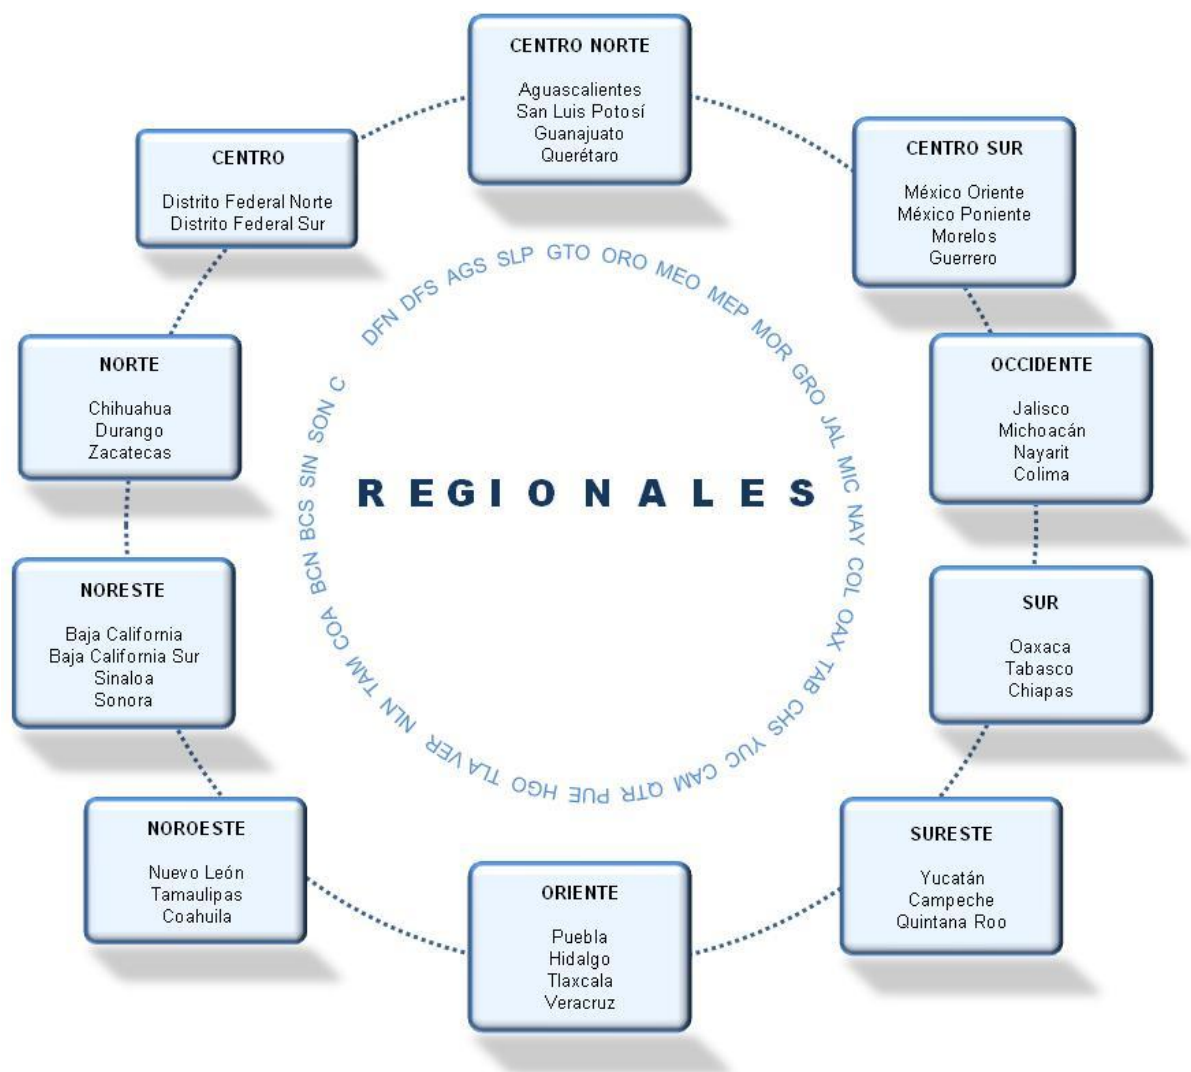 CENTRO NORTE
Aguascalientes
San Luis Potosí
Guanajuato
Querétaro
CENTRO SUR
México Oriente
México Poniente
Morelos
Guerrero
CENTRO
Distrito Federal Norte
Distrito Federal Sur
OCCIDENTE
Jalisco
Michoacán
Nayarit
Colima
NORTE
Chihuahua
Durango
Zacatecas
REGIONALES
DFN DFS AGS SLP GTO ORO MEO MEP MOR GRO JAL MIC NAY COL OAX TAB CHS YUC CAM QTR PUE HGO TLA VER NLN TAM COA BCN BCS SIN SON C
SUR
Oaxaca
Tabasco
Chiapas
NORESTE
Baja California
Baja California Sur
Sinaloa
Sonora
SURESTE
Yucatán
Campeche
Quintana Roo
NOROESTE
Nuevo León
Tamaulipas
Coahuila
ORIENTE
Puebla
Hidalgo
Tlaxcala
Veracruz